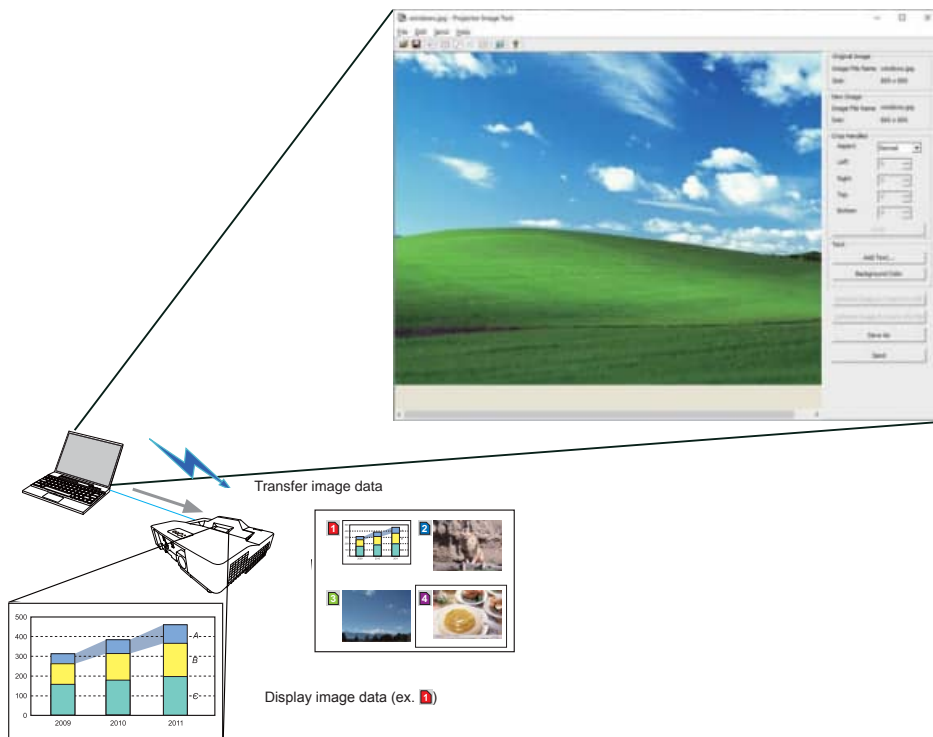 windows.jpg - Projector Image Tool
File Edit Send Help
Original Image
Image File Name windows.jpg
Size 800 x 600
New Image
Image File Name windows.jpg
Size 800 x 600
Crop Handles
Aspect Normal
Left
Right
Top
Bottom
Text
Add Text...
Background Color
Save As
Send
Transfer image data
1
2
3
4
500
400
300
200
100
0
A
B
C
2009 2010 2011
Display image data (ex. 1)